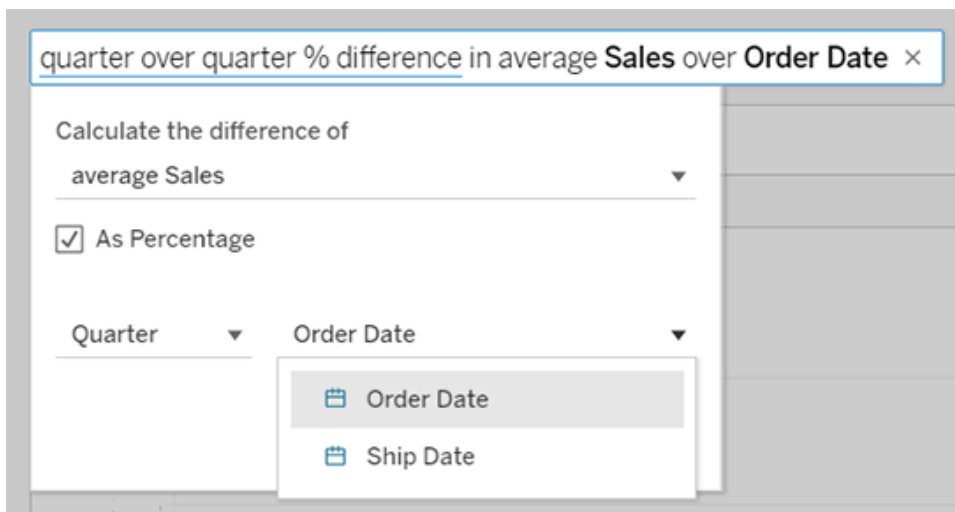 quarter over quarter % difference in average Sales over Order Date ×
Calculate the difference of
average Sales
As Percentage
Quarter
Order Date
Order Date
Ship Date